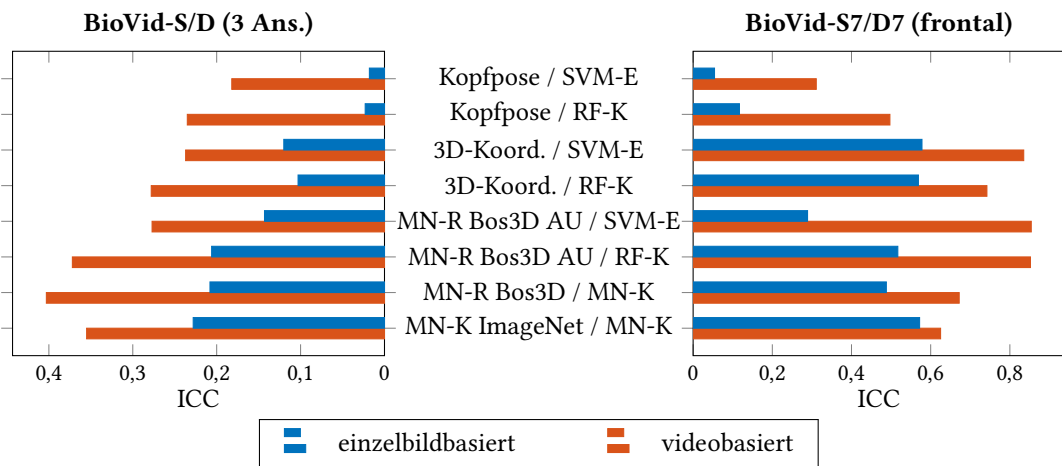 BioVid-S/D (3 Ans.)
BioVid-S7/D7 (frontal)
Kopfpose / SVM-E
Kopfpose / RF-K
3D-Koord. / SVM-E
3D-Koord. / RF-K
MN-R Bos3D AU / SVM-E
MN-R Bos3D AU / RF-K
MN-R Bos3D / MN-K
MN-K ImageNet / MN-K
0,4 0,3 0,2 0,1 0
ICC
0 0,2 0,4 0,6 0,8
ICC
einzelbildbasiert videobasiert